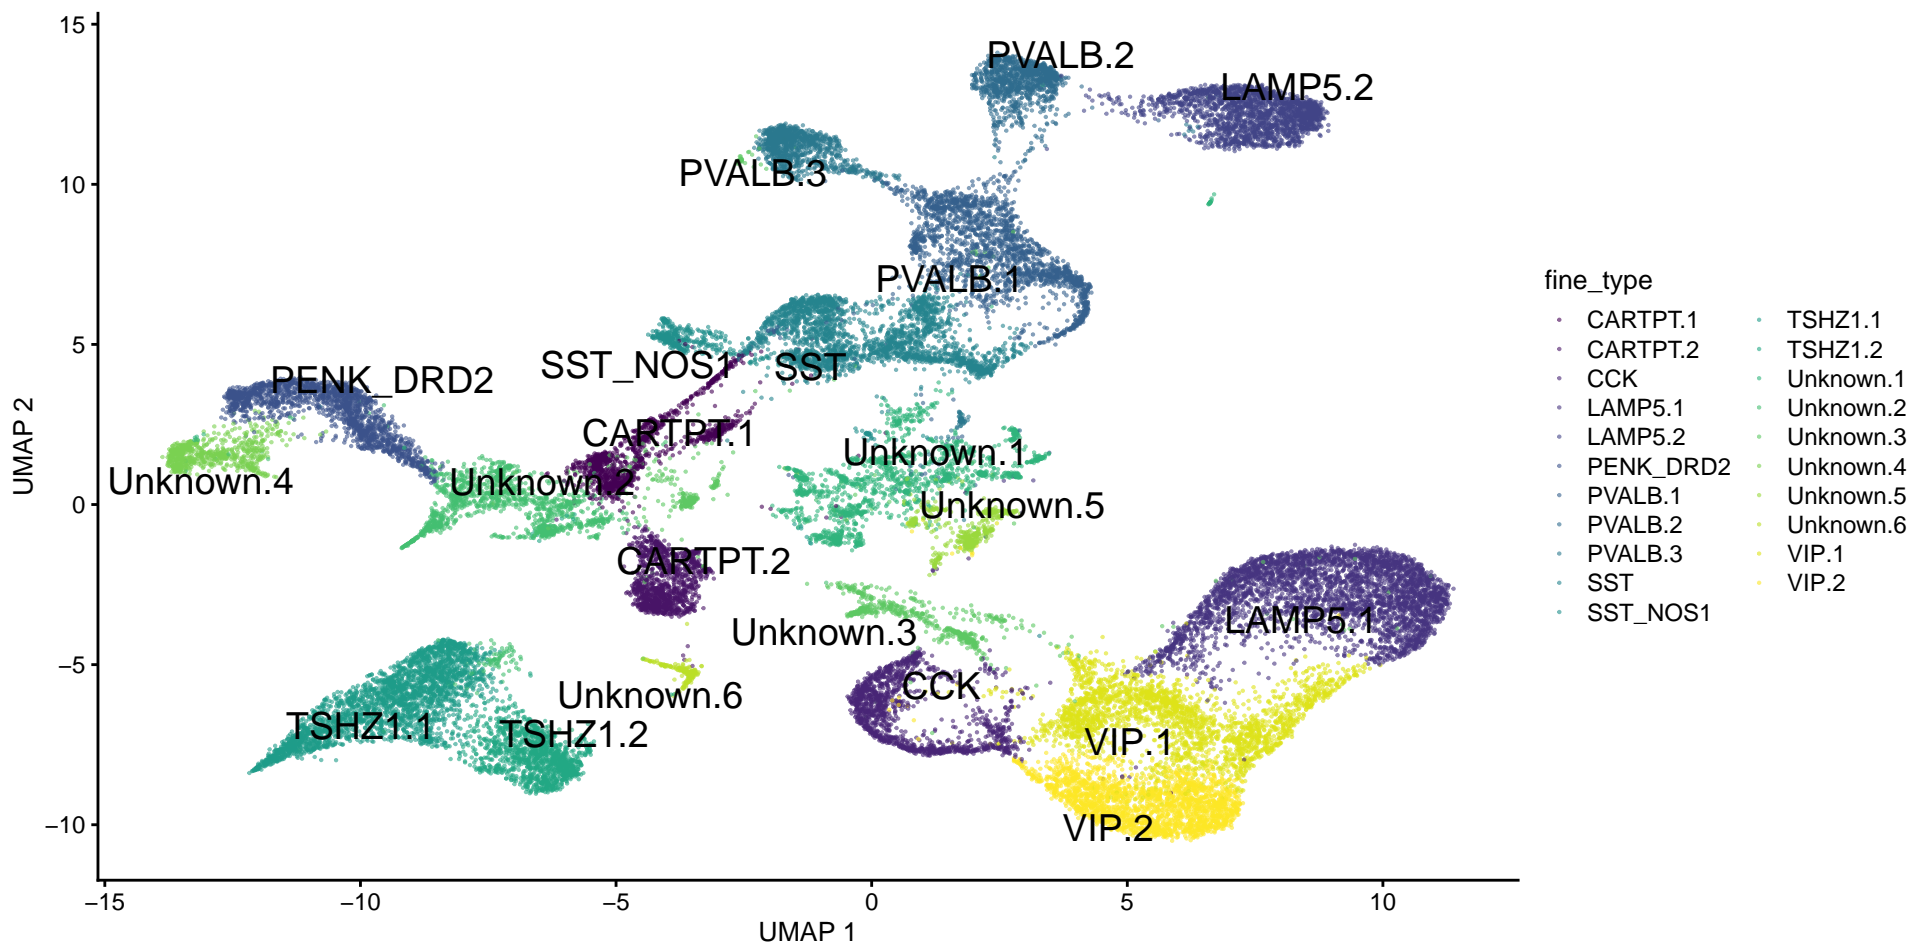 15
10
5
0
−5
−10
UMAP 2
−15
−10
−5
0
5
10
UMAP 1
PVALB.2
LAMP5.2
PVALB.3
PVALB.1
SST_NOS1
SST
PENK_DRD2
CARTPT.1
Unknown.1
Unknown.4
Unknown.2
Unknown.5
CARTPT.2
LAMP5.1
Unknown.3
CCK
Unknown.6
TSHZ1.1
TSHZ1.2
VIP.1
VIP.2
fine_type
CARTPT.1
CARTPT.2
CCK
LAMP5.1
LAMP5.2
PENK_DRD2
PVALB.1
PVALB.2
PVALB.3
SST
SST_NOS1
TSHZ1.1
TSHZ1.2
Unknown.1
Unknown.2
Unknown.3
Unknown.4
Unknown.5
Unknown.6
VIP.1
VIP.2